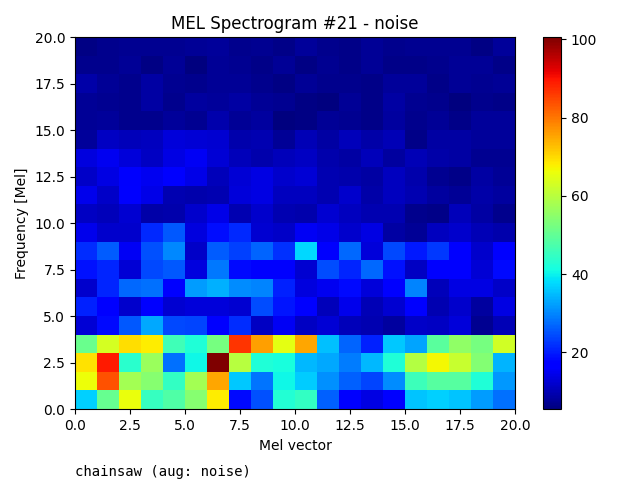 MEL Spectrogram #21 - noise
20.0
17.5
15.0
12.5
10.0
7.5
5.0
2.5
0.0
Frequency [Mel]
0.0 2.5 5.0 7.5 10.0 12.5 15.0 17.5 20.0
Mel vector
100
80
60
40
20
chainsaw (aug: noise)